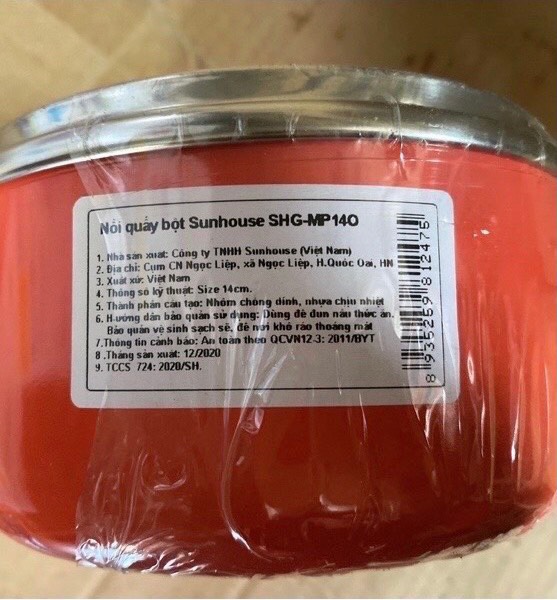 Nồi quấy bột Sunhouse SHG-MP14O
1. Nhà sản xuất: Công ty TNHH Sunhouse (Việt Nam)
2. Địa chỉ: Cụm CN Ngọc Liệp, xã Ngọc Liệp, H.Quốc Oai, HN
3. Xuất xứ: Việt Nam
4. Thông số kỹ thuật: Size 14cm.
5. Thành phần cấu tạo: Nhôm chống dính, nhựa chịu nhiệt
6. Hướng dẫn bảo quản sử dụng: Dùng để đun nấu thức ăn.
Bảo quản vệ sinh sạch sẽ, để nơi khô ráo thoáng mát
7.Thông tin cảnh báo: An toàn theo QCVN12-3: 2011/BYT
8 .Tháng sản xuất: 12/2020
9. TCCS 724: 2020/SH.
8 935259 812475